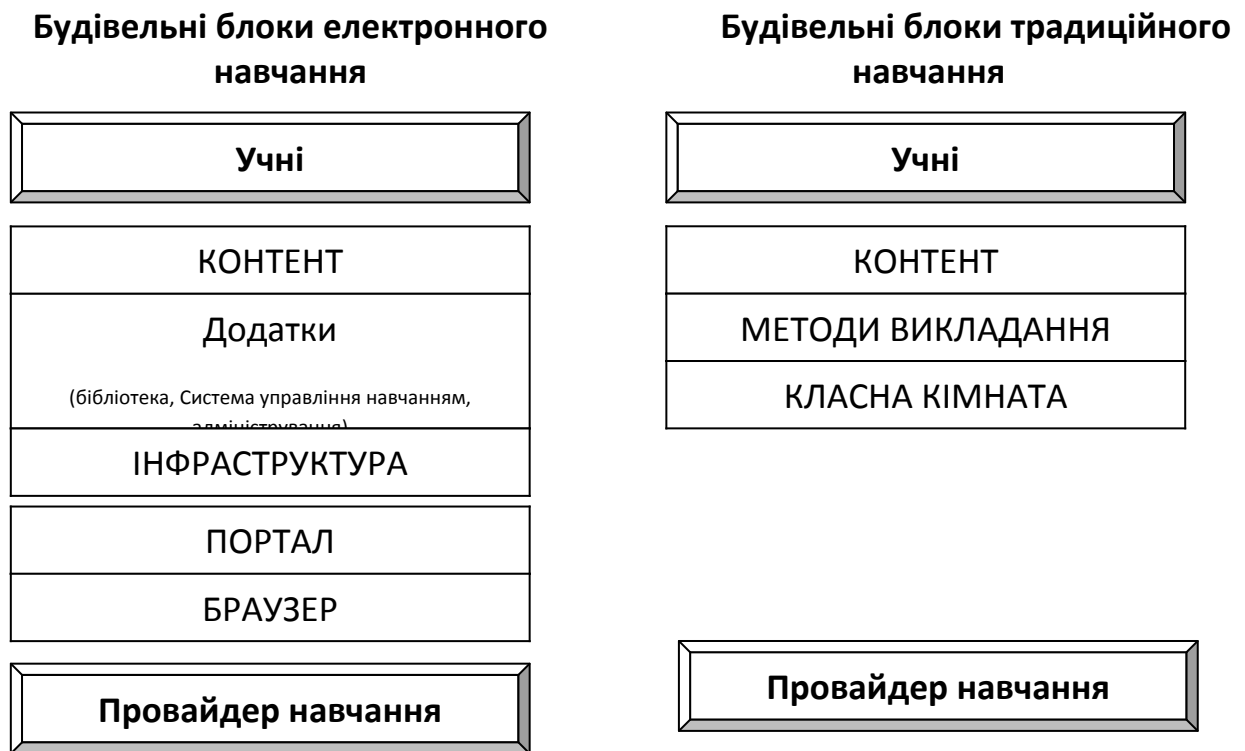 Будівельні блоки електронного
навчання
Учні
КОНТЕНТ
Додатки
(бібліотека, Система управління навчанням,
адміністрування)
ІНФРАСТРУКТУРА
ПОРТАЛ
БРАУЗЕР
Провайдер навчання
Будівельні блоки традиційного
навчання
Учні
КОНТЕНТ
МЕТОДИ ВИКЛАДАННЯ
КЛАСНА КІМНАТА
Провайдер навчання